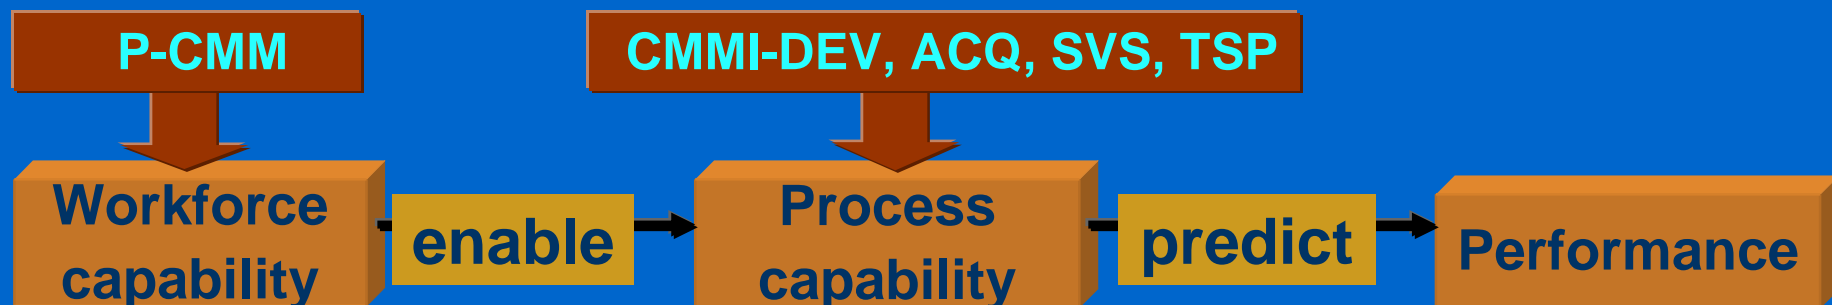 P-CMM
CMMI-DEV, ACQ, SVS, TSP
Workforce
capability
enable
Process
capability
predict
Performance